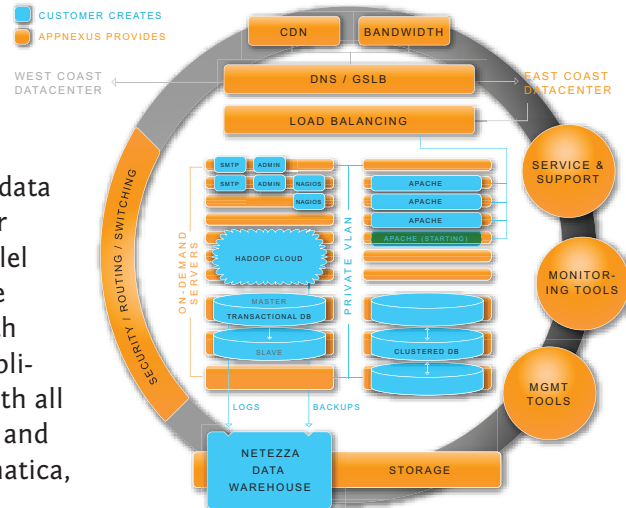 CUSTOMER CREATES
APPNEXUS PROVIDES
CDN
BANDWIDTH
WEST COAST
DATACENTER
DNS / GSLB
EAST COAST
DATACENTER
LOAD BALANCING
SECURITY / ROUTING / SWITCHING
SERVICE &
SUPPORT
MONITOR-
ING TOOLS
MGMT
TOOLS
ON-DEMAND
SERVERS
SMTP
ADMIN
SMTP
ADMIN
NAGIOS
NAGIOS
HADOOP CLOUD
MASTER
TRANSACTIONAL DB
SLAVE
PRIVATE VLAN
APACHE
APACHE
APACHE
APACHE (STARTING)
CLUSTERED DB
LOGS
BACKUPS
NETEZZA
DATA
WAREHOUSE
STORAGE
data
r
lel
e
h
pli-
th all
and
natica,